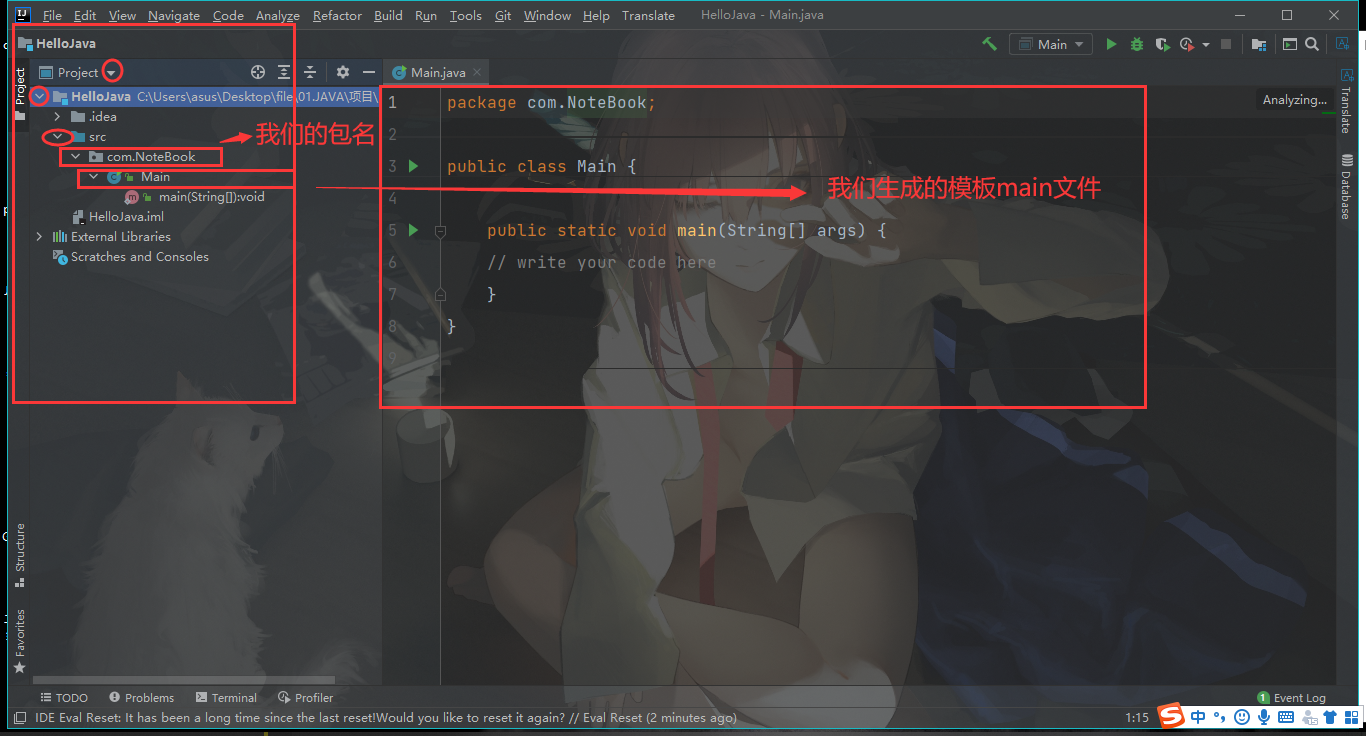 File Edit View Navigate Code Analyze Refactor Build Run Tools Git Window Help Translate HelloJava - Main.java
HelloJava
Main
Project
Main.java
HelloJava C:\Users\asus\Desktop\file\01.JAVA\项目\
.idea
src
com.NoteBook
Main
main(String[]):void
HelloJava.iml
External Libraries
Scratches and Consoles
我们的包名
我们生成的模板main文件
1 package com.NoteBook;
2
3 public class Main {
4
5 public static void main(String[] args) {
6 // write your code here
7 }
8 }
9
Analyzing...
Project
Structure
Favorites
Translate
Database
TODO Problems Terminal Profiler
1 Event Log
IDE Eval Reset: It has been a long time since the last reset!Would you like to reset it again? // Eval Reset (2 minutes ago)
1:15
中